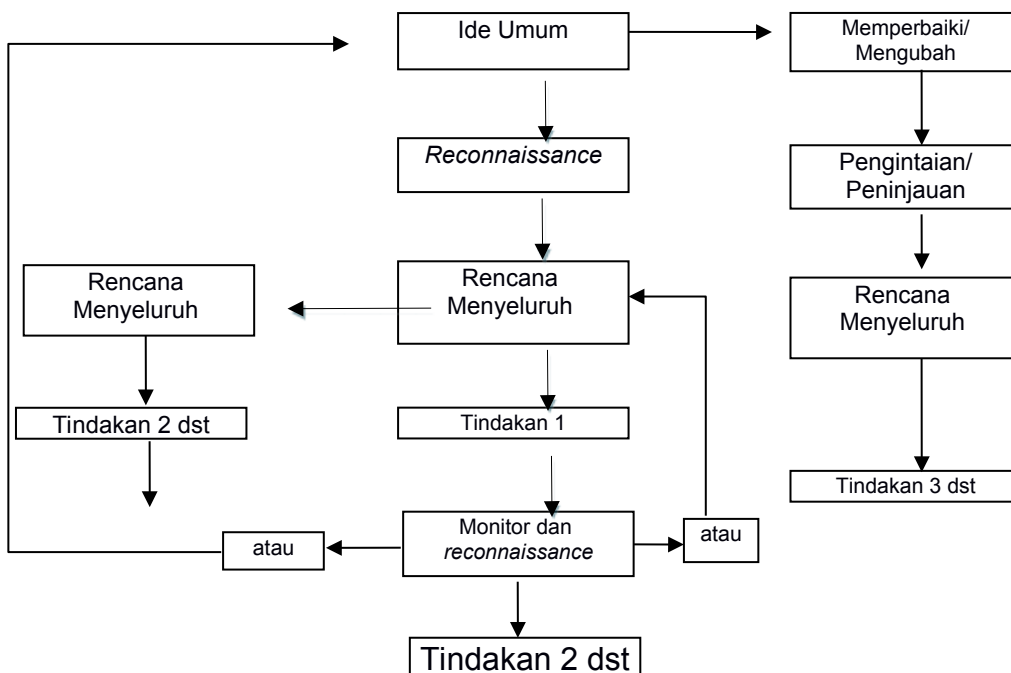 Ide Umum
Memperbaiki/
Mengubah
Reconnaissance
Pengintaian/
Peninjauan
Rencana
Menyeluruh
Rencana
Menyeluruh
Rencana
Menyeluruh
Tindakan 2 dst
Tindakan 1
Tindakan 3 dst
atau
Monitor dan
reconnaissance
atau
Tindakan 2 dst